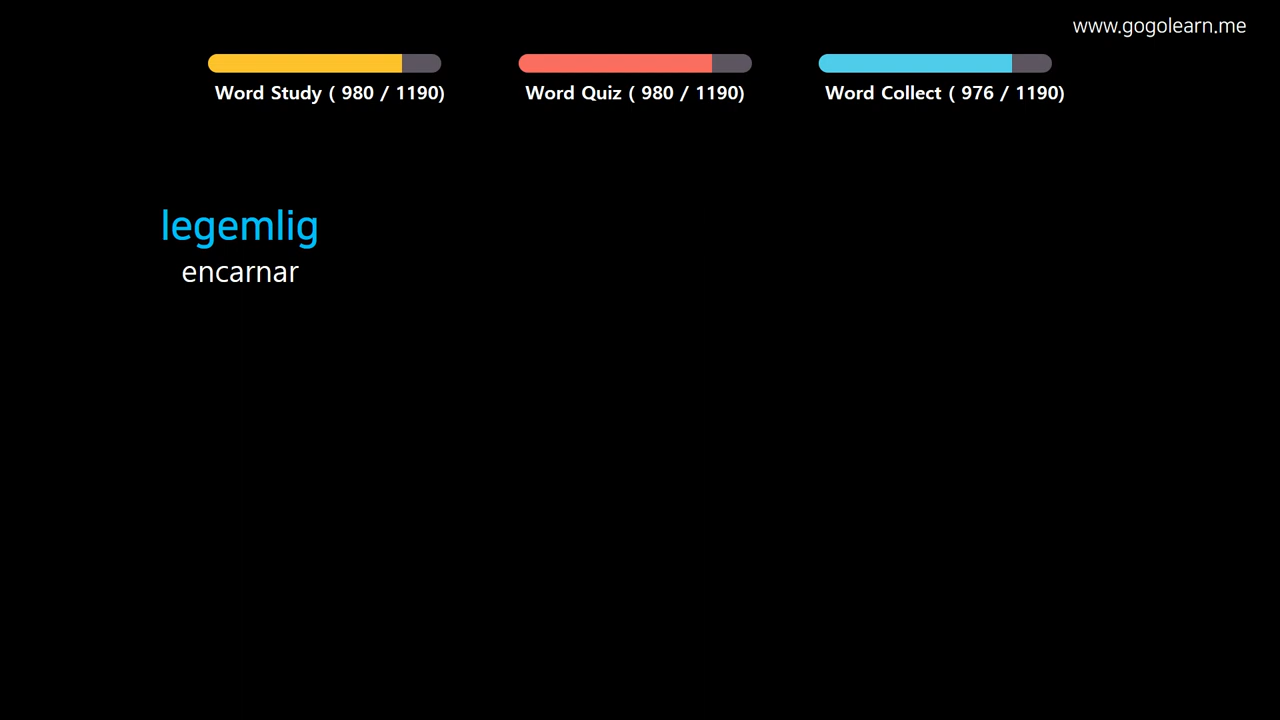 www.gogolearn.me
Word Study ( 980 / 1190)
Word Quiz ( 980 / 1190)
Word Collect ( 976 / 1190)
legemlig
encarnar